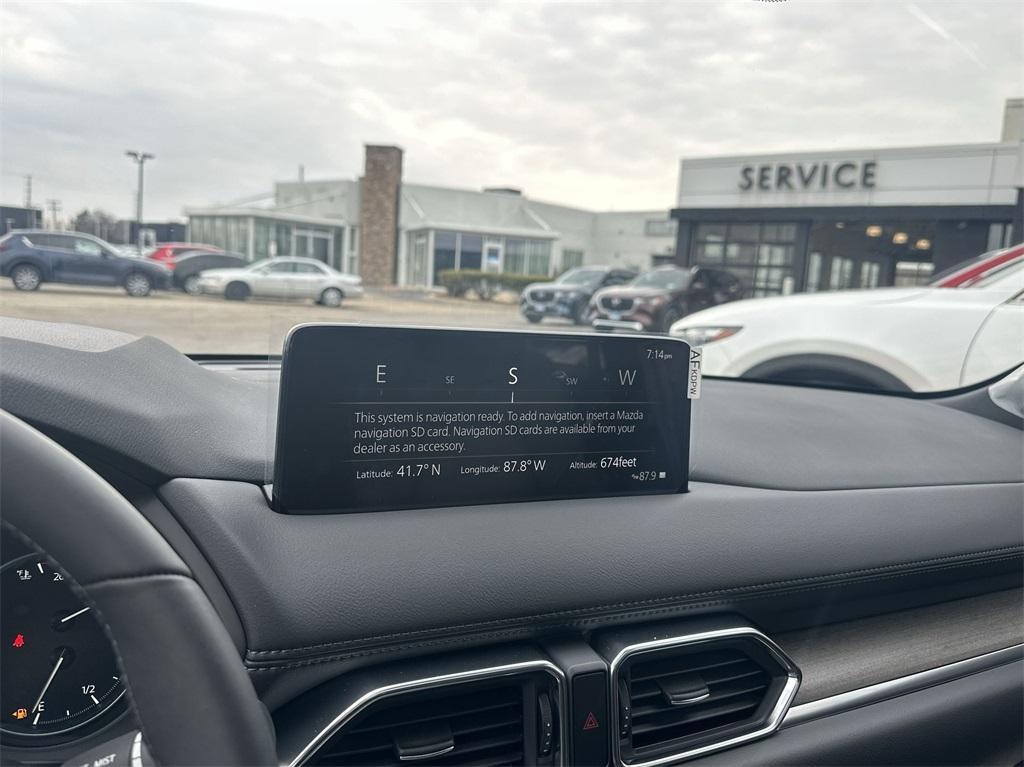 SERVICE
7:14pm
E SE S SW W
AFKDPW
This system is navigation ready. To add navigation, insert a Mazda
navigation SD card. Navigation SD cards are available from your
dealer as an accessory.
Latitude: 41.7° N Longitude: 87.8° W Altitude: 674feet
87.9
20
1/2
E
MIST